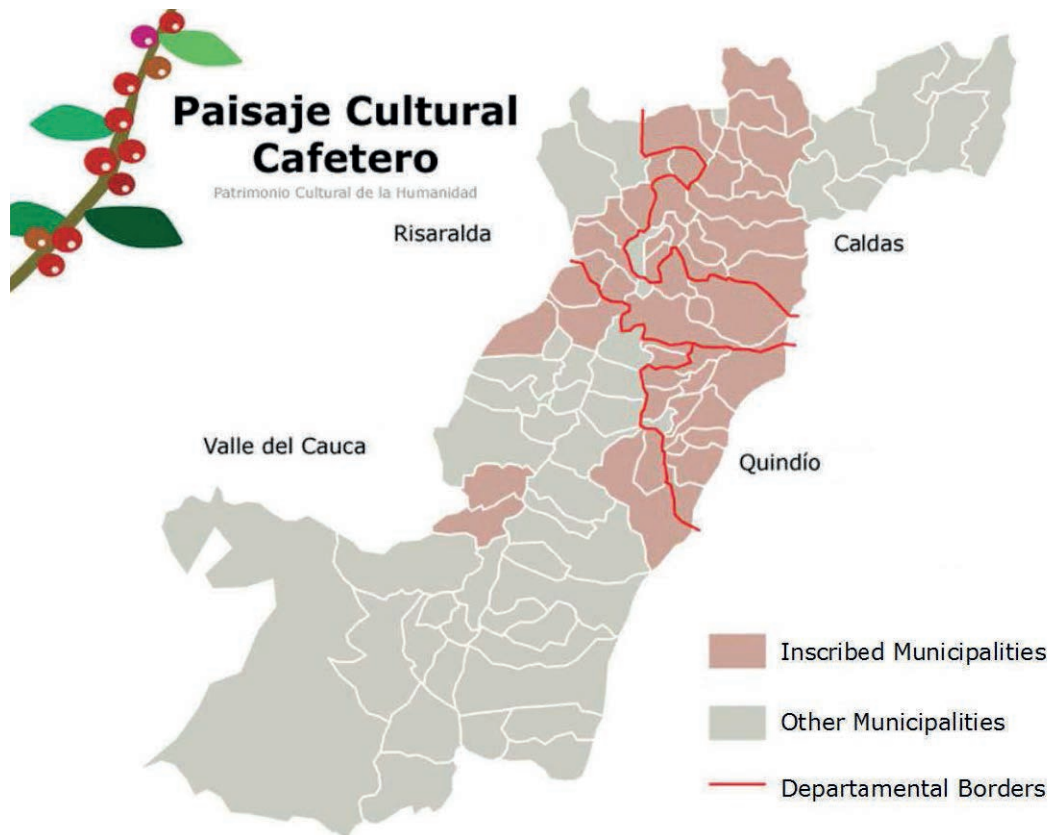 Paisaje Cultural
Cafetero
Patrimonio Cultural de la Humanidad
Risaralda
Caldas
Valle del Cauca
Quindío
Inscribed Municipalities
Other Municipalities
Departamental Borders